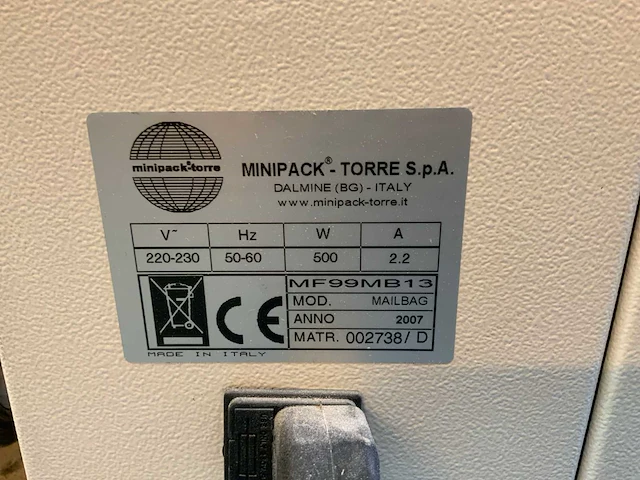 minipack-torre
MINIPACK® - TORRE S.p.A.
DALMINE (BG) - ITALY
www.minipack-torre.it
V~ Hz W A
220-230 50-60 500 2.2
MF99MB13
MOD. MAILBAG
ANNO 2007
MATR. 002738/ D
CE
MADE IN ITALY